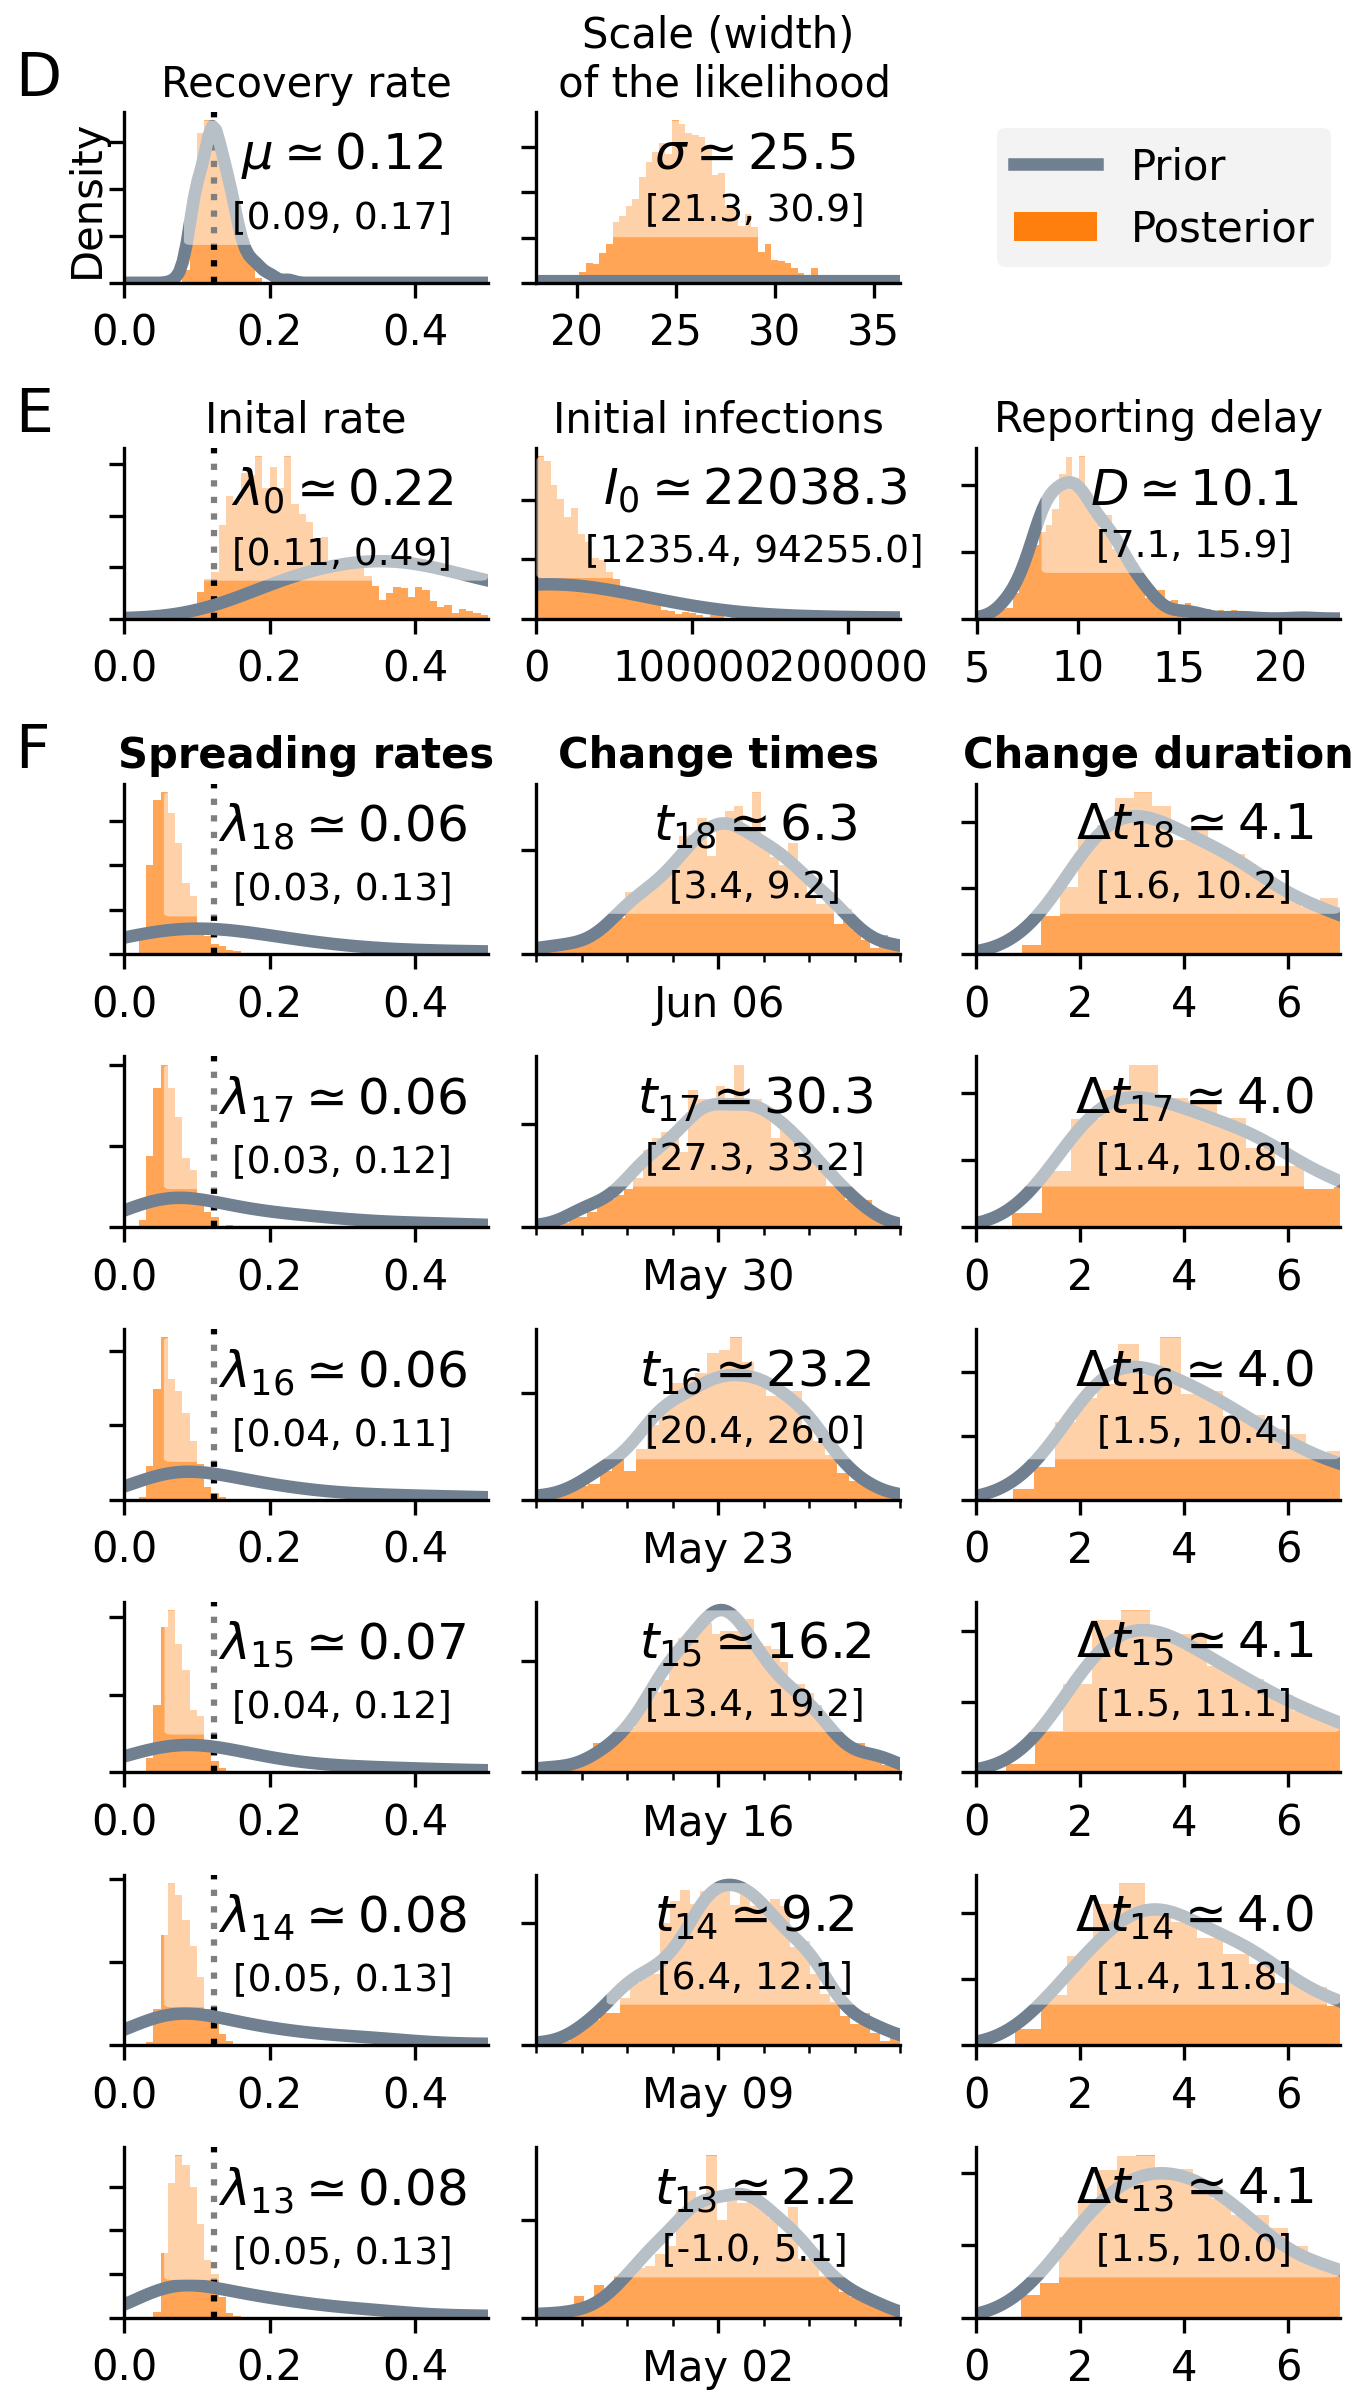 D
Recovery rate
Scale (width)
of the likelihood
Density
μ ≃ 0.12
[0.09, 0.17]
0.0 0.2 0.4
σ ≃ 25.5
[21.3, 30.9]
20 25 30 35
Prior
Posterior
E
Inital rate
λ0 ≃ 0.22
[0.11, 0.49]
0.0 0.2 0.4
Initial infections
I0 ≃ 22038.3
[1235.4, 94255.0]
0 100000 200000
Reporting delay
D ≃ 10.1
[7.1, 15.9]
5 10 15 20
F
Spreading rates
Change times
Change duration
λ18 ≃ 0.06
[0.03, 0.13]
0.0 0.2 0.4
t18 ≃ 6.3
[3.4, 9.2]
Jun 06
Δt18 ≃ 4.1
[1.6, 10.2]
0 2 4 6
λ17 ≃ 0.06
[0.03, 0.12]
0.0 0.2 0.4
t17 ≃ 30.3
[27.3, 33.2]
May 30
Δt17 ≃ 4.0
[1.4, 10.8]
0 2 4 6
λ16 ≃ 0.06
[0.04, 0.11]
0.0 0.2 0.4
t16 ≃ 23.2
[20.4, 26.0]
May 23
Δt16 ≃ 4.0
[1.5, 10.4]
0 2 4 6
λ15 ≃ 0.07
[0.04, 0.12]
0.0 0.2 0.4
t15 ≃ 16.2
[13.4, 19.2]
May 16
Δt15 ≃ 4.1
[1.5, 11.1]
0 2 4 6
λ14 ≃ 0.08
[0.05, 0.13]
0.0 0.2 0.4
t14 ≃ 9.2
[6.4, 12.1]
May 09
Δt14 ≃ 4.0
[1.4, 11.8]
0 2 4 6
λ13 ≃ 0.08
[0.05, 0.13]
0.0 0.2 0.4
t13 ≃ 2.2
[-1.0, 5.1]
May 02
Δt13 ≃ 4.1
[1.5, 10.0]
0 2 4 6